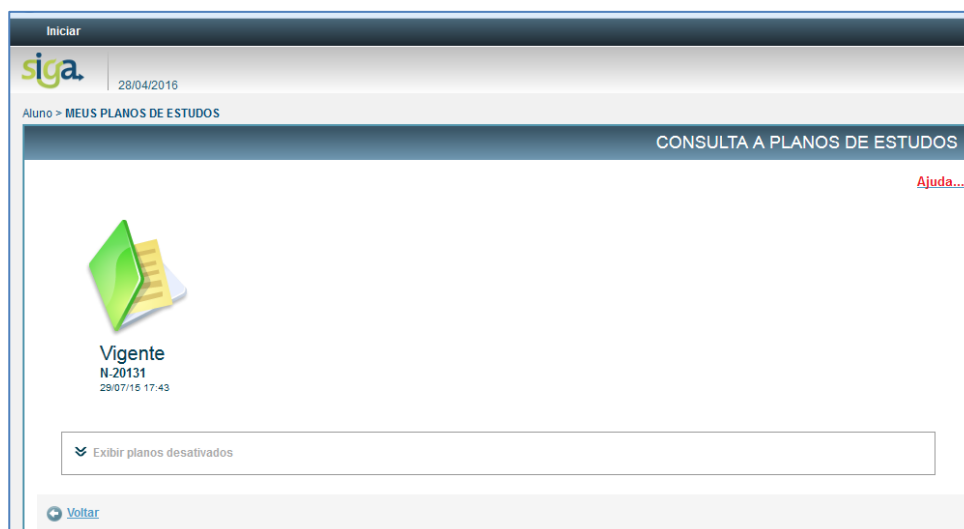 Iniciar
siga.
28/04/2016
Aluno > MEUS PLANOS DE ESTUDOS
CONSULTA A PLANOS DE ESTUDOS
Ajuda...
Vigente
N-20131
29/07/15 17:43
Exibir planos desativados
Voltar